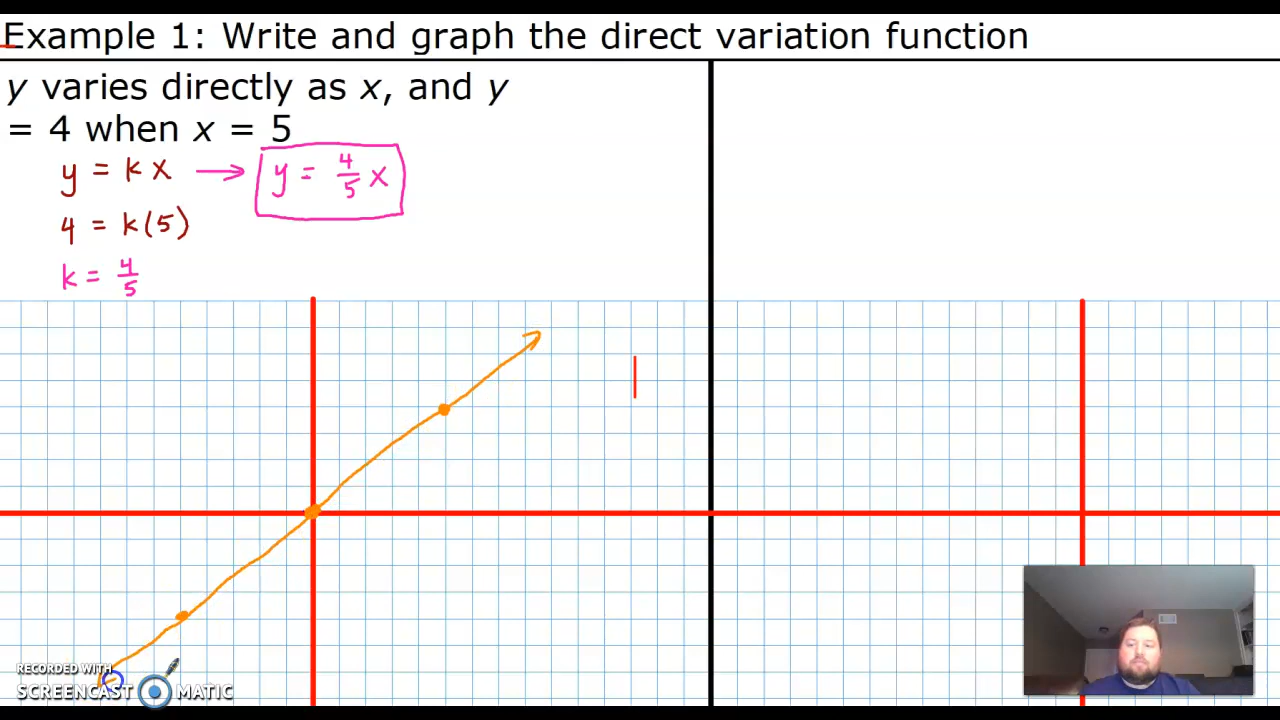 Example 1: Write and graph the direct variation function
y varies directly as x, and y
= 4 when x = 5
y = kx → y = 4/5 x
4 = k(5)
k = 4/5
RECORDED WITH
SCREENCAST MATIC